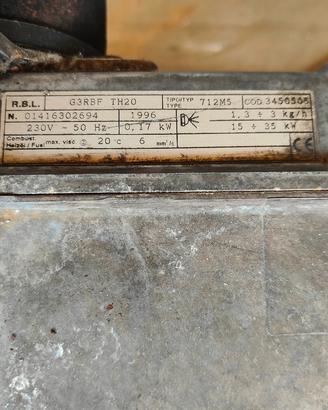 R.B.L. G3RBF TH20 TIPO/TYP TYPE 712M5 COD 3450505
N. 01416302694 1996 1,3 ÷ 3 kg/h
230V - 50 Hz 0,17 kW 15 ÷ 35 kW
Combust. Heizöl / Fuel max. visc. 20°C 6 mm²/s CE